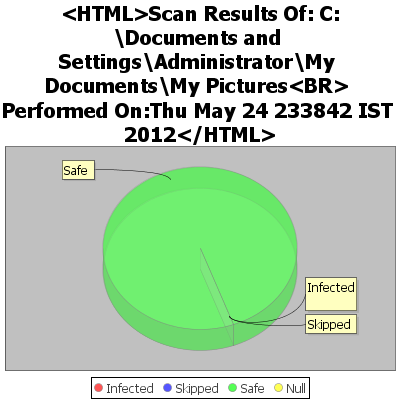 <HTML>Scan Results Of: C:
\Documents and
Settings\Administrator\My
Documents\My Pictures<BR>
Performed On:Thu May 24 233842 IST
2012</HTML>
Safe
Infected
Skipped
Infected Skipped Safe Null